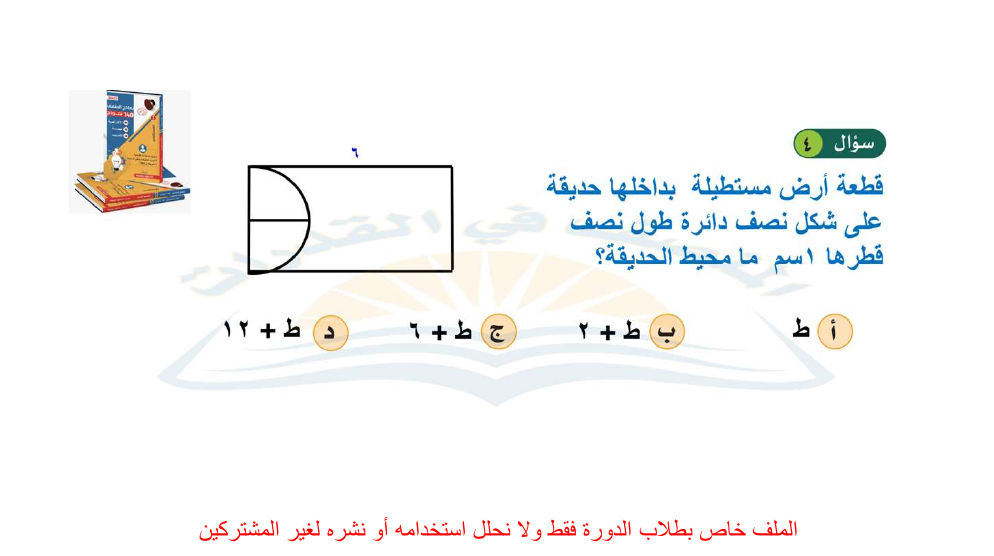 سؤال ٤
قطعة أرض مستطيلة بداخلها حديقة
على شكل نصف دائرة طول نصف
قطرها ١سم ما محيط الحديقة؟
٦
أ ط
ب ط + ٢
ج ط + ٦
د ط + ١٢
الملف خاص بطلاب الدورة فقط ولا نحلل استخدامه أو نشره لغير المشتركين